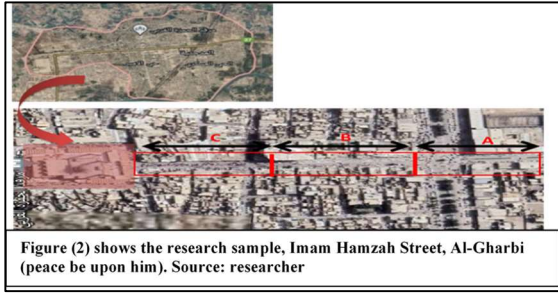 C
B
A
Figure (2) shows the research sample, Imam Hamzah Street, Al-Gharbi
(peace be upon him). Source: researcher